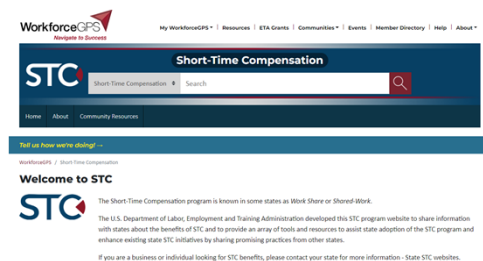 WorkforceGPS
Navigate to Success
My WorkforceGPS Resources ETA Grants Communities Events Member Directory Help About
Short-Time Compensation
STC
Short-Time Compensation Search
Home About Community Resources
Tell us how we're doing! →
WorkforceGPS / Short-Time Compensation
Welcome to STC
STC
The Short-Time Compensation program is known in some states as Work Share or Shared-Work.
The U.S. Department of Labor, Employment and Training Administration developed this STC program website to share information
with states about the benefits of STC and to provide an array of tools and resources to assist state adoption of the STC program and
enhance existing state STC initiatives by sharing promising practices from other states.
If you are a business or individual looking for STC benefits, please contact your state for more information - State STC websites.